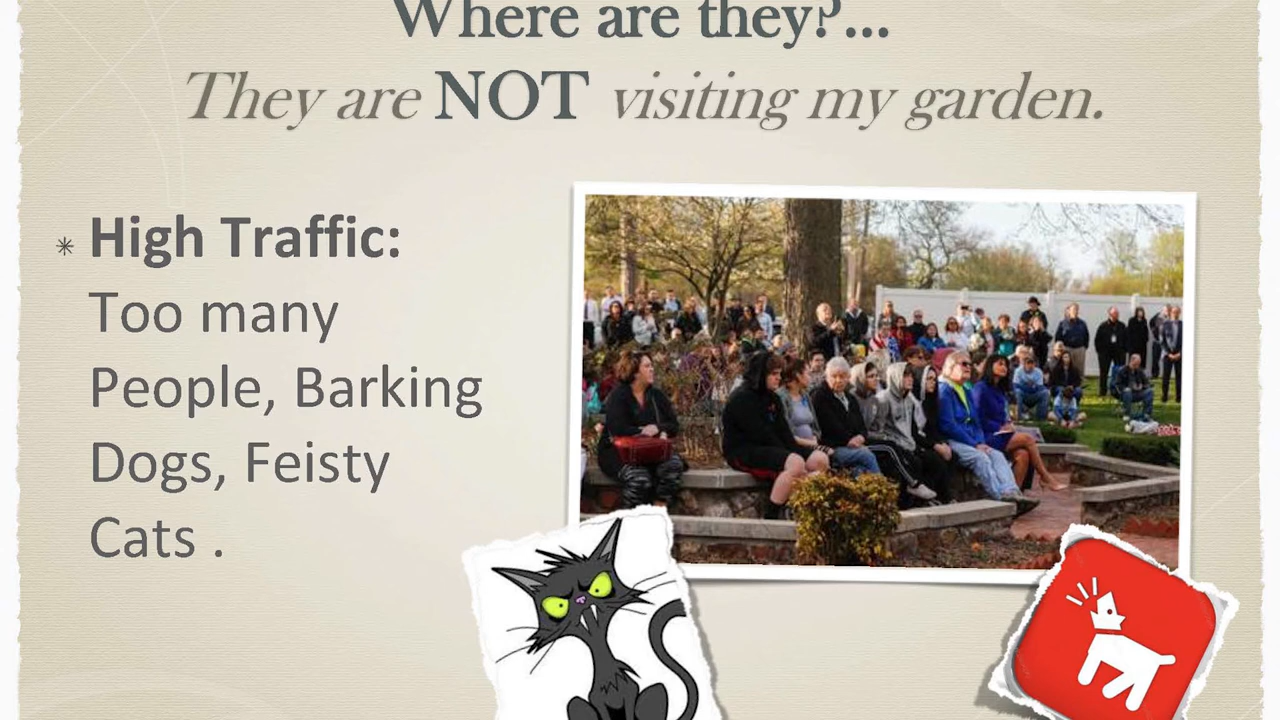 Where are they?...
They are NOT visiting my garden.
* High Traffic:
Too many
People, Barking
Dogs, Feisty
Cats .